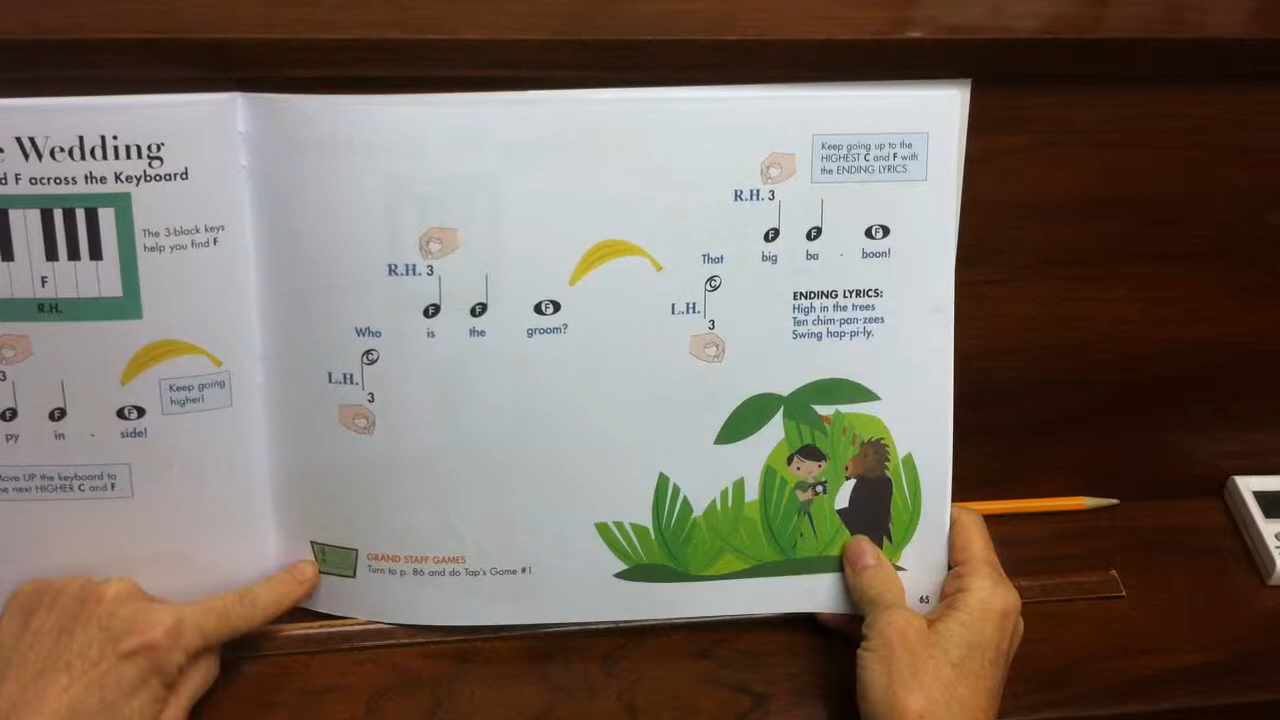 Wedding
d F across the Keyboard
The 3-black keys
help you find F.
F
R.H.
3
F F F
py in - side!
Keep going
higher!
ove UP the keyboard to
e next HIGHER C and F
R.H. 3
F F F
Who is the groom?
C
L.H.
3
Keep going up to the
HIGHEST C and F with
the ENDING LYRICS.
R.H. 3
F F F
That big ba - boon!
C
L.H.
3
ENDING LYRICS:
High in the trees
Ten chim-pan-zees
Swing hap-pi-ly.
GRAND STAFF GAMES
Turn to p. 86 and do Tap's Game #1
65